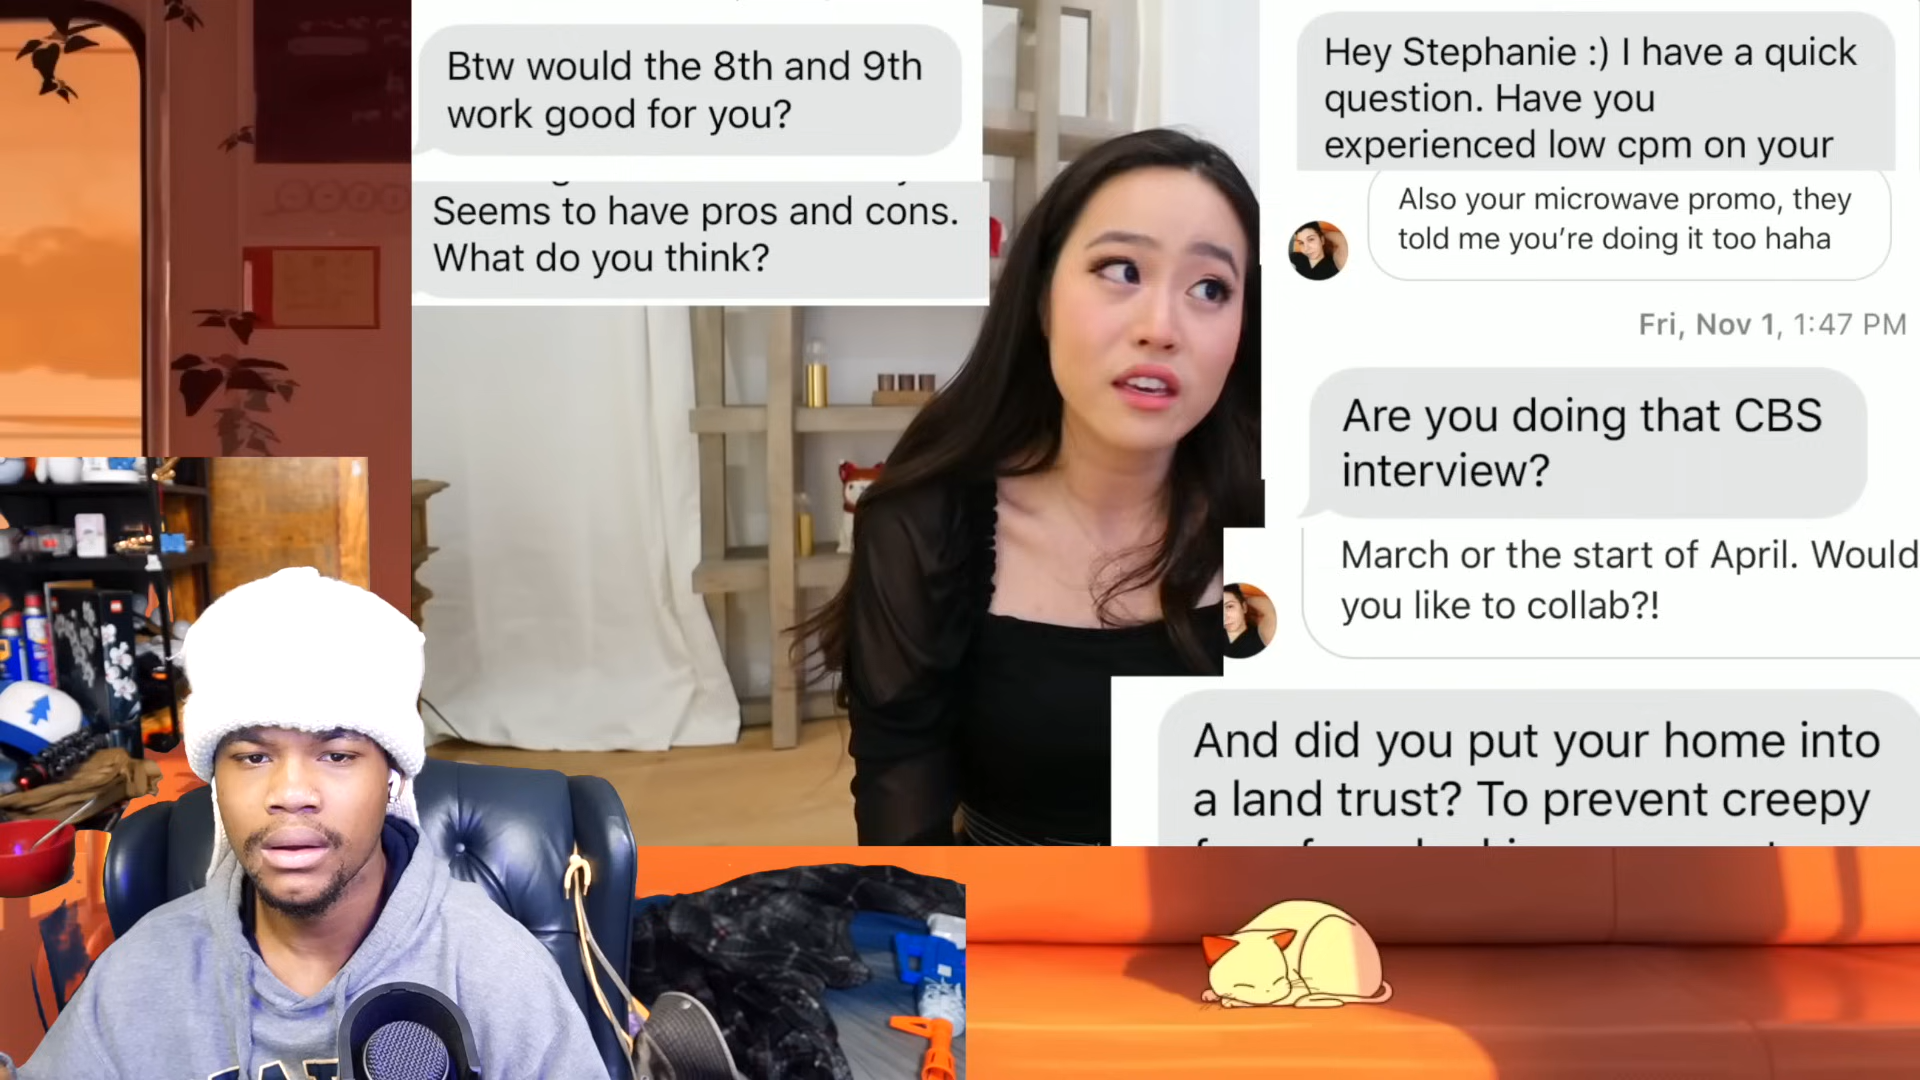 Btw would the 8th and 9th
work good for you?
Seems to have pros and cons.
What do you think?
Hey Stephanie :) I have a quick
question. Have you
experienced low cpm on your
Also your microwave promo, they
told me you’re doing it too haha
Fri, Nov 1, 1:47 PM
Are you doing that CBS
interview?
March or the start of April. Would
you like to collab?!
And did you put your home into
a land trust? To prevent creepy